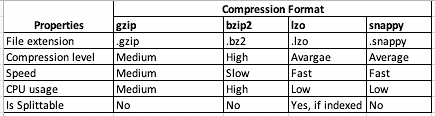 Compression Format
Properties gzip bzip2 lzo snappy
File extension .gzip .bz2 .lzo .snappy
Compression level Medium High Avargae Average
Speed Medium Slow Fast Fast
CPU usage Medium High Low Low
Is Splittable No No Yes, if indexed No